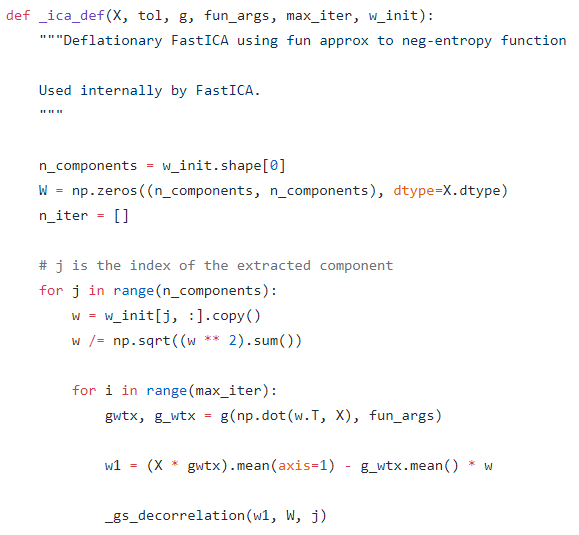 def _ica_def(X, tol, g, fun_args, max_iter, w_init):
    """Deflationary FastICA using fun approx to neg-entropy function

    Used internally by FastICA.
    """

    n_components = w_init.shape[0]
    W = np.zeros((n_components, n_components), dtype=X.dtype)
    n_iter = []

    # j is the index of the extracted component
    for j in range(n_components):
        w = w_init[j, :].copy()
        w /= np.sqrt((w ** 2).sum())

        for i in range(max_iter):
            gwtx, g_wtx = g(np.dot(w.T, X), fun_args)

            w1 = (X * gwtx).mean(axis=1) - g_wtx.mean() * w

            _gs_decorrelation(w1, W, j)